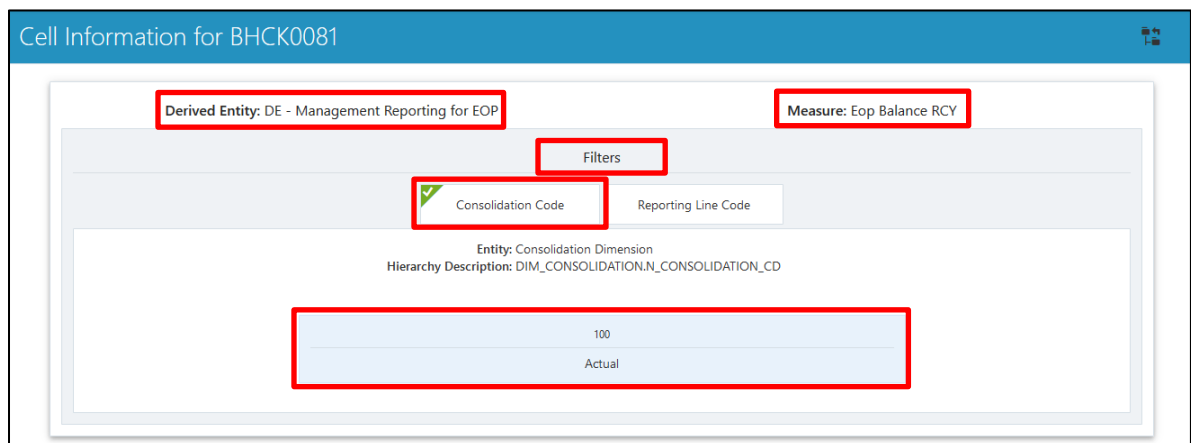 Cell Information for BHCK0081
Derived Entity: DE - Management Reporting for EOP
Measure: Eop Balance RCY
Filters
Consolidation Code
Reporting Line Code
Entity: Consolidation Dimension
Hierarchy Description: DIM_CONSOLIDATION.N_CONSOLIDATION_CD
100
Actual